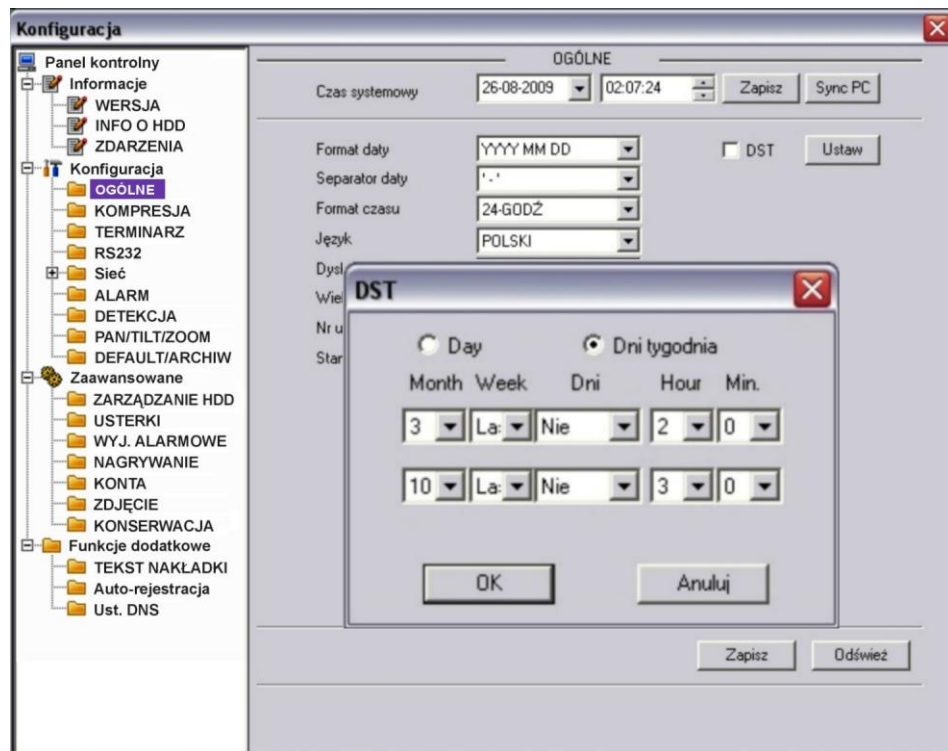 Konfiguracja
Panel kontrolny
Informacje
WERSJA
INFO O HDD
ZDARZENIA
Konfiguracja
OGÓLNE
KOMPRESJA
TERMINARZ
RS232
Sieć
ALARM
DETEKCJA
PAN/TILT/ZOOM
DEFAULT/ARCHIW
Zaawansowane
ZARZĄDZANIE HDD
USTERKI
WYJ. ALARMOWE
NAGRYWANIE
KONTA
ZDJĘCIE
KONSERWACJA
Funkcje dodatkowe
TEKST NAKŁADKI
Auto-rejestracja
Ust. DNS
OGÓLNE
Czas systemowy 26-08-2009 02:07:24 Zapisz Sync PC
Format daty YYYY MM DD DST Ustaw
Separator daty '-'
Format czasu 24-GODŹ
Język POLSKI
Dysl
Wiel
Nr u
Star
DST
Day Dni tygodnia
Month Week Dni Hour Min.
3 La Nie 2 0
10 La Nie 3 0
OK Anuluj
Zapisz Odśwież